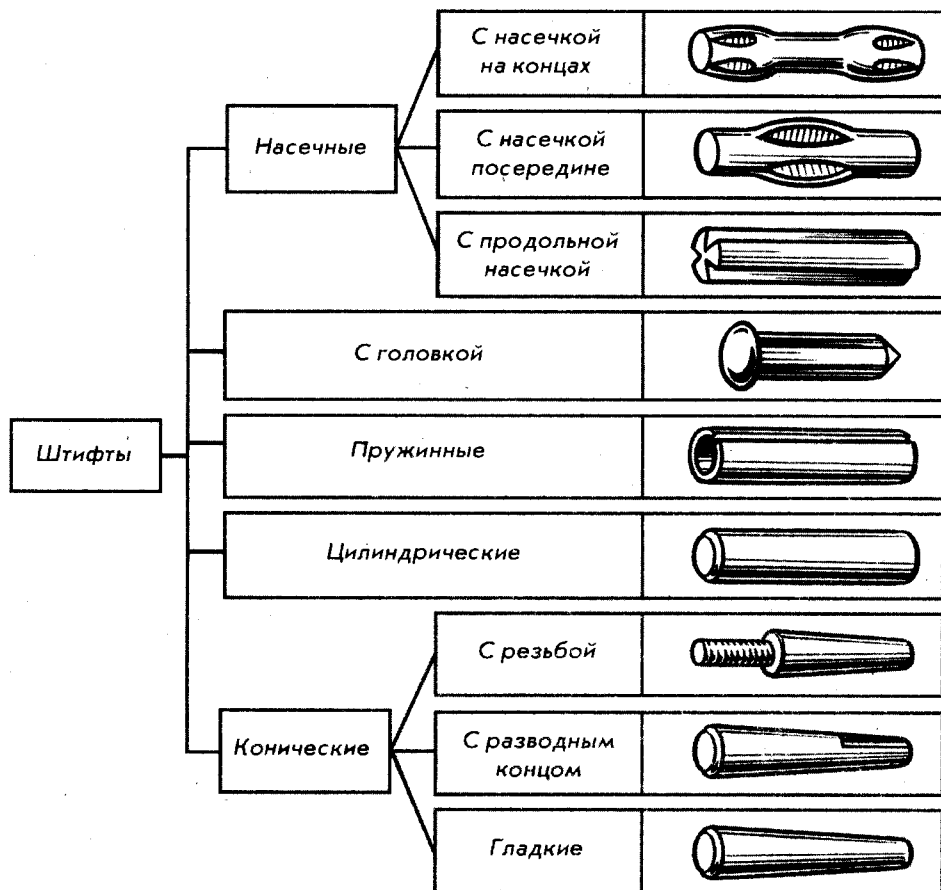 С насечкой
на концах
Насечные
С насечкой
посередине
С продольной
насечкой
С головкой
Штифты
Пружинные
Цилиндрические
С резьбой
Конические
С разводным
концом
Гладкие